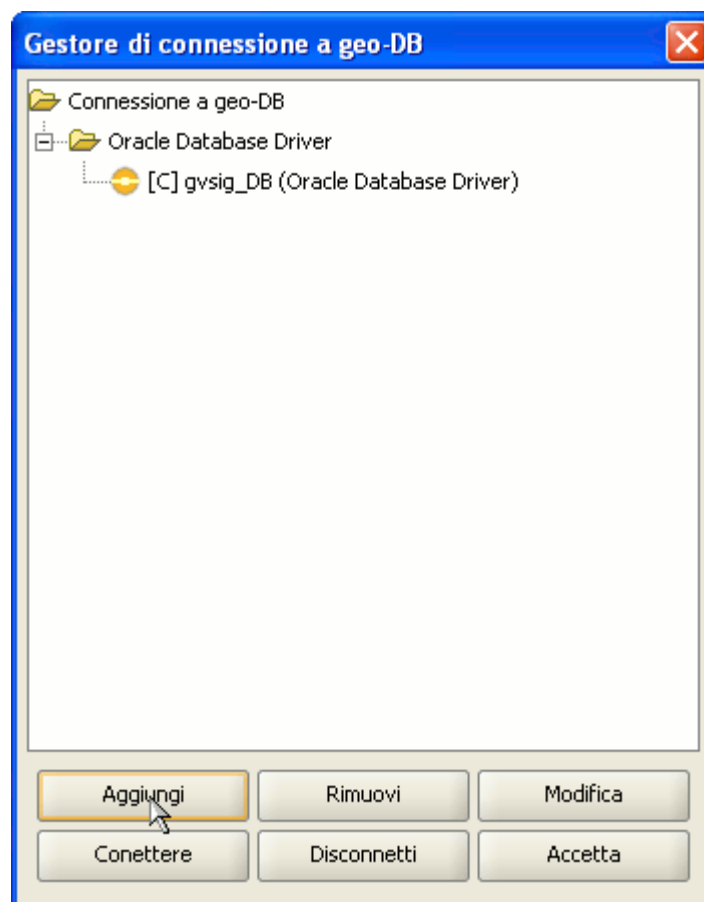 Gestore di connessione a geo-DB
Connessione a geo-DB
Oracle Database Driver
[C] gvsig_DB (Oracle Database Driver)
Aggiungi Rimuovi Modifica
Conettere Disconnetti Accetta